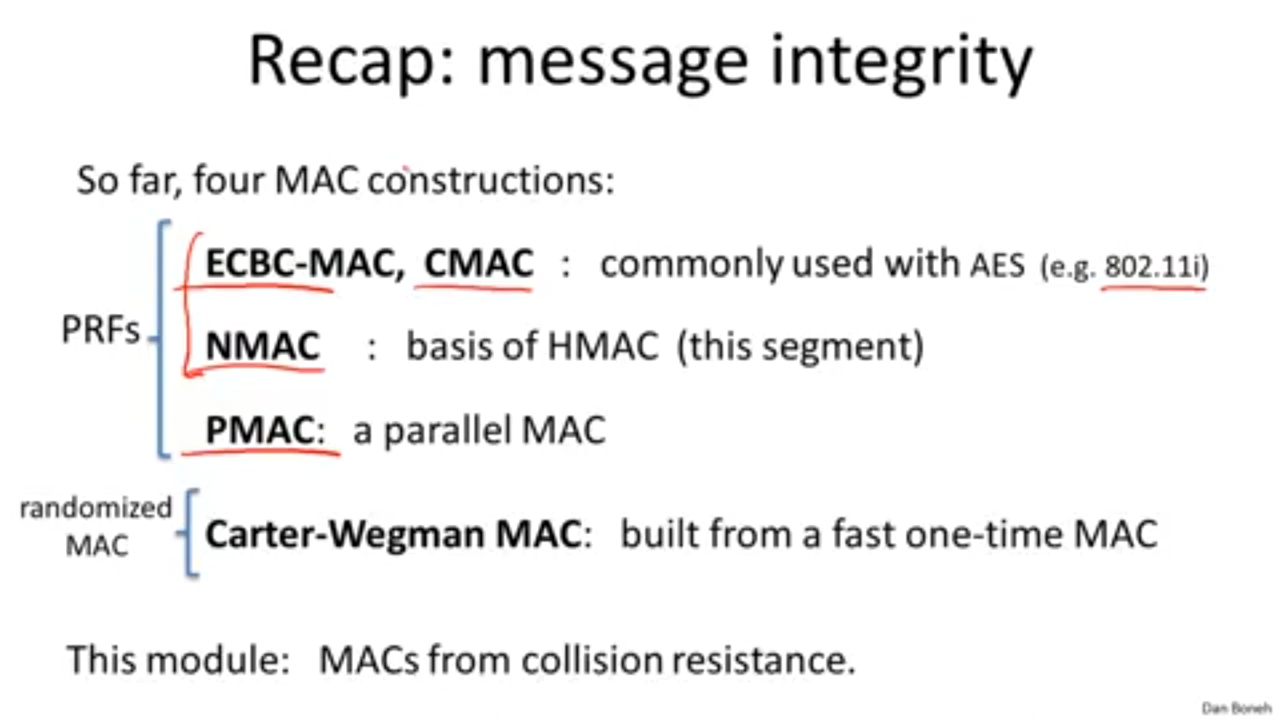 Recap: message integrity
So far, four MAC constructions:
PRFs
ECBC-MAC, CMAC : commonly used with AES (e.g. 802.11i)
NMAC : basis of HMAC (this segment)
PMAC: a parallel MAC
randomized
MAC
Carter-Wegman MAC: built from a fast one-time MAC
This module: MACs from collision resistance.
Dan Boneh